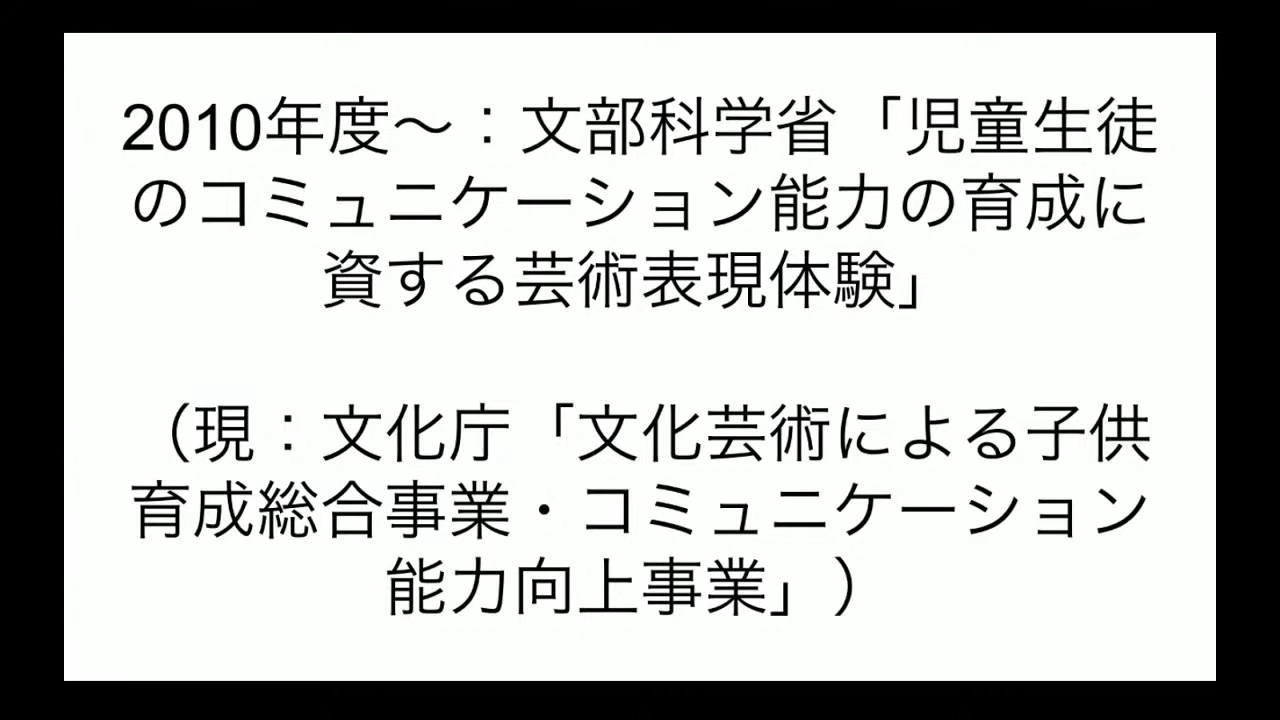 2010年度～：文部科学省「児童生徒
のコミュニケーション能力の育成に
資する芸術表現体験」
（現：文化庁「文化芸術による子供
育成総合事業・コミュニケーション
能力向上事業」）